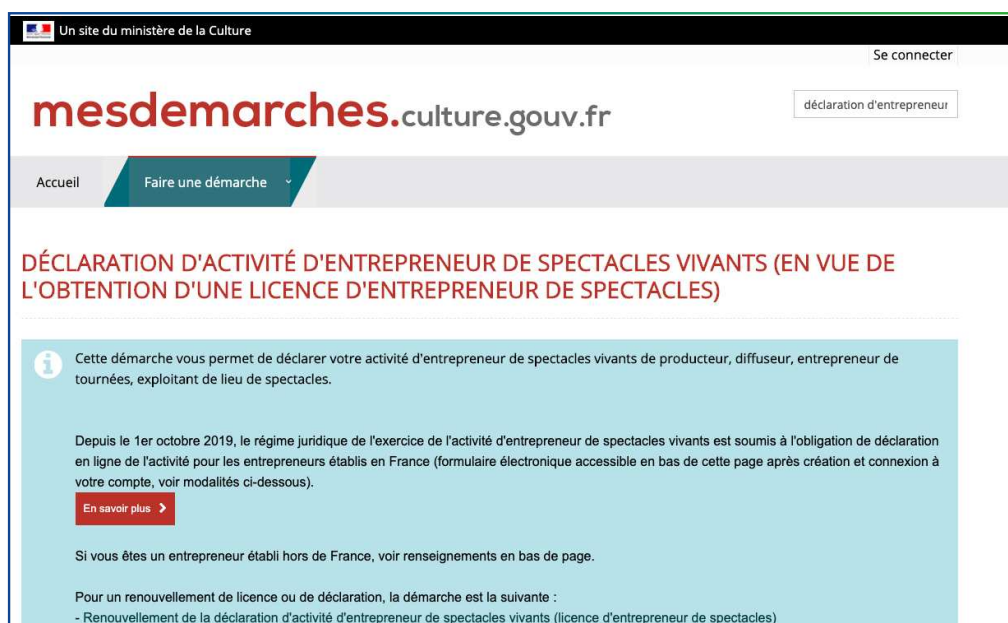 Un site du ministère de la Culture
Se connecter
mesdemarches.culture.gouv.fr
déclaration d'entrepreneur
Accueil
Faire une démarche
DÉCLARATION D'ACTIVITÉ D'ENTREPRENEUR DE SPECTACLES VIVANTS (EN VUE DE
L'OBTENTION D'UNE LICENCE D'ENTREPRENEUR DE SPECTACLES)
Cette démarche vous permet de déclarer votre activité d'entrepreneur de spectacles vivants de producteur, diffuseur, entrepreneur de
tournées, exploitant de lieu de spectacles.
Depuis le 1er octobre 2019, le régime juridique de l'exercice de l'activité d'entrepreneur de spectacles vivants est soumis à l'obligation de déclaration
en ligne de l'activité pour les entrepreneurs établis en France (formulaire électronique accessible en bas de cette page après création et connexion à
votre compte, voir modalités ci-dessous).
En savoir plus
Si vous êtes un entrepreneur établi hors de France, voir renseignements en bas de page.
Pour un renouvellement de licence ou de déclaration, la démarche est la suivante :
- Renouvellement de la déclaration d'activité d'entrepreneur de spectacles vivants (licence d'entrepreneur de spectacles)